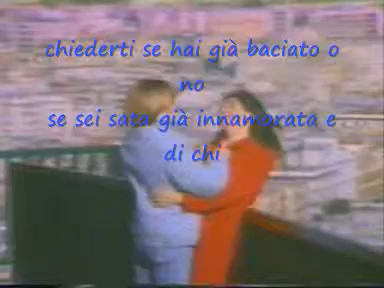 chiederti se hai già baciato o
no
se sei sata già innamorata e
di chi